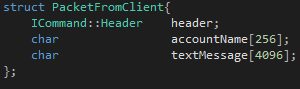 struct PacketFromClient{
ICommand::Header header;
char accountName[256];
char textMessage[4096];
};